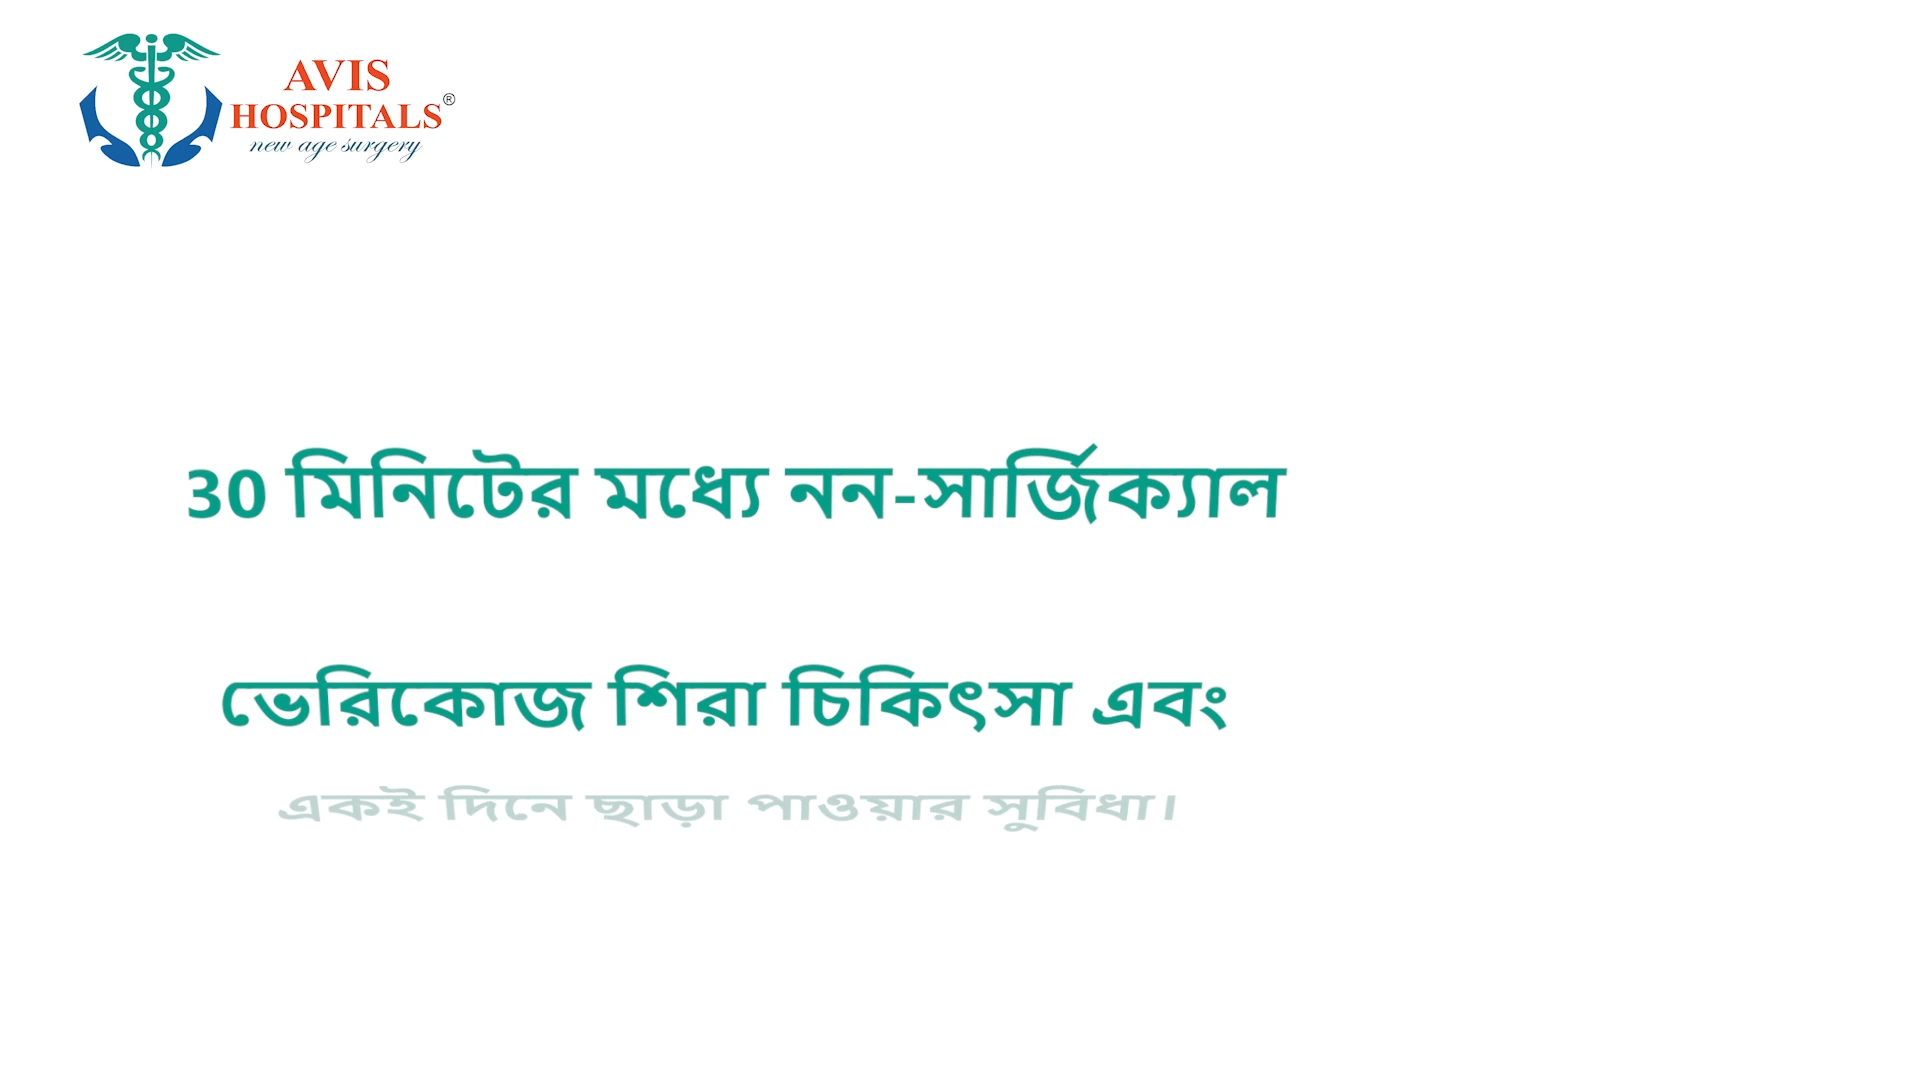 AVIS
HOSPITALS®
new age surgery
30 মিনিটের মধ্যে নন-সার্জিক্যাল
ভেরিকোজ শিরা চিকিৎসা এবং
একই দিনে ছাড়া পাওয়ার সুবিধা।